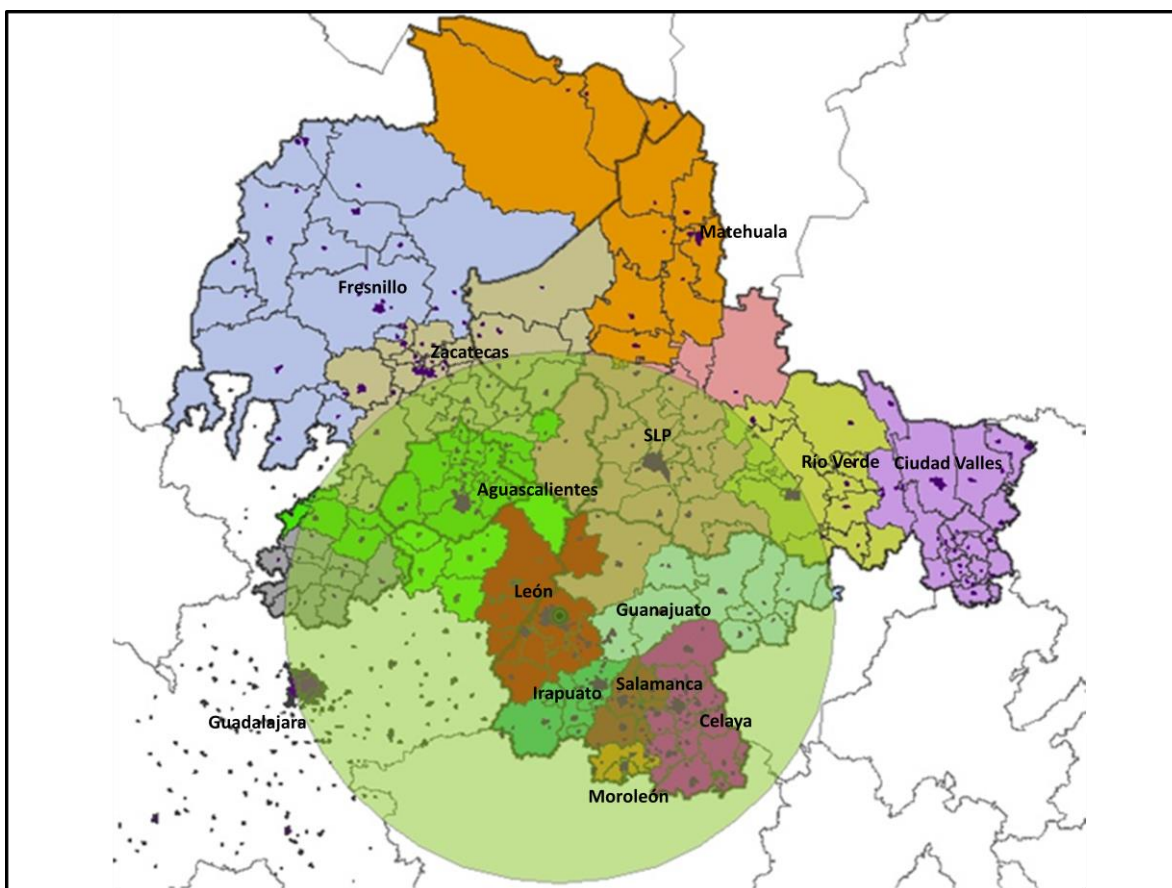 Matehuala
Fresnillo
Zacatecas
SLP
Río Verde
Ciudad Valles
Aguascalientes
León
Guanajuato
Irapuato
Salamanca
Guadalajara
Celaya
Moroleón